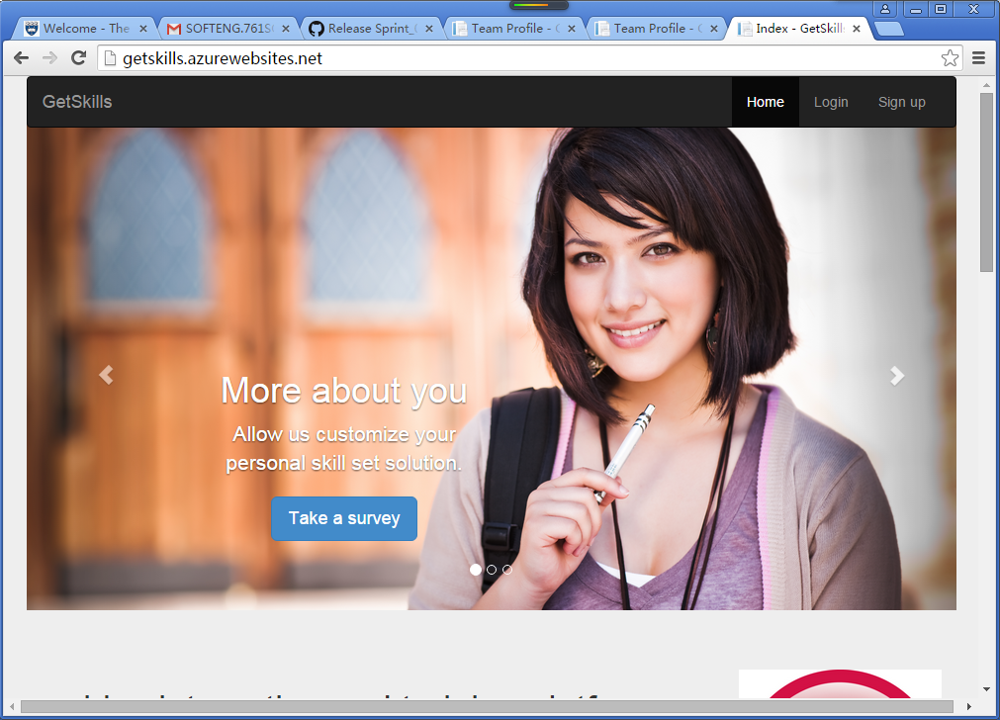 Welcome - The
SOFTENG.761S
Release Sprint_
Team Profile -
Team Profile -
Index - GetSkill
getskills.azurewebsites.net
GetSkills
Home
Login
Sign up
More about you
Allow us customize your
personal skill set solution.
Take a survey